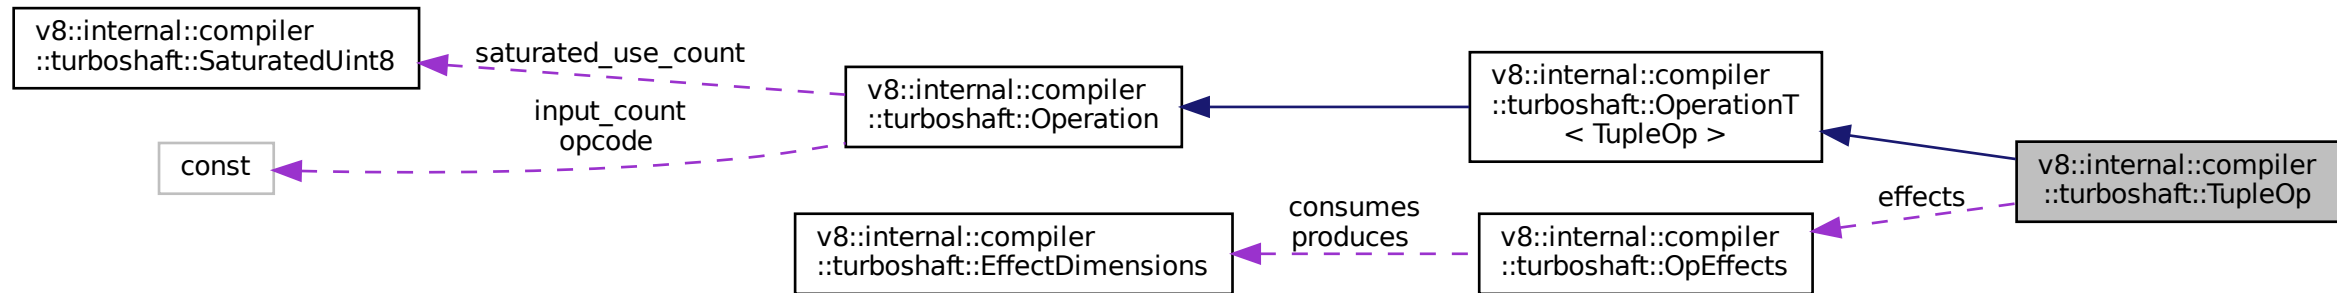 v8::internal::compiler
::turboshaft::SaturatedUint8
saturated_use_count
input_count
opcode
const
v8::internal::compiler
::turboshaft::Operation
v8::internal::compiler
::turboshaft::OperationT
< TupleOp >
v8::internal::compiler
::turboshaft::EffectDimensions
consumes
produces
v8::internal::compiler
::turboshaft::OpEffects
effects
v8::internal::compiler
::turboshaft::TupleOp